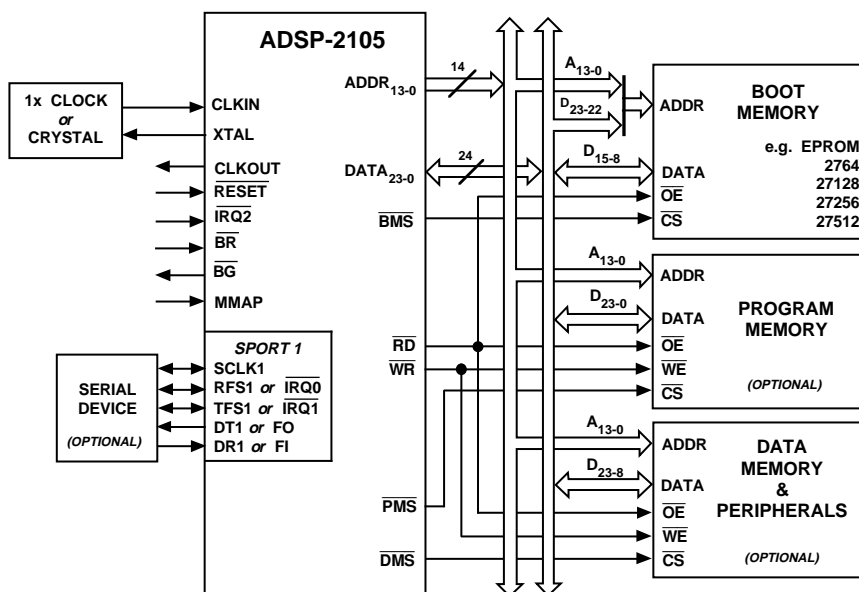 ADSP-2105
1x CLOCK
or
CRYSTAL
CLKIN
XTAL
CLKOUT
RESET
IRQ2
BR
BG
MMAP
SPORT 1
SCLK1
RFS1 or IRQ0
TFS1 or IRQ1
DT1 or FO
DR1 or FI
SERIAL
DEVICE
(OPTIONAL)
ADDR13-0
14
DATA23-0
24
BMS
RD
WR
PMS
DMS
A13-0
D23-22
D15-8
ADDR
DATA
OE
CS
BOOT
MEMORY
e.g. EPROM
2764
27128
27256
27512
A13-0
D23-0
ADDR
DATA
OE
WE
CS
PROGRAM
MEMORY
(OPTIONAL)
A13-0
D23-8
ADDR
DATA
OE
WE
CS
DATA
MEMORY
&
PERIPHERALS
(OPTIONAL)